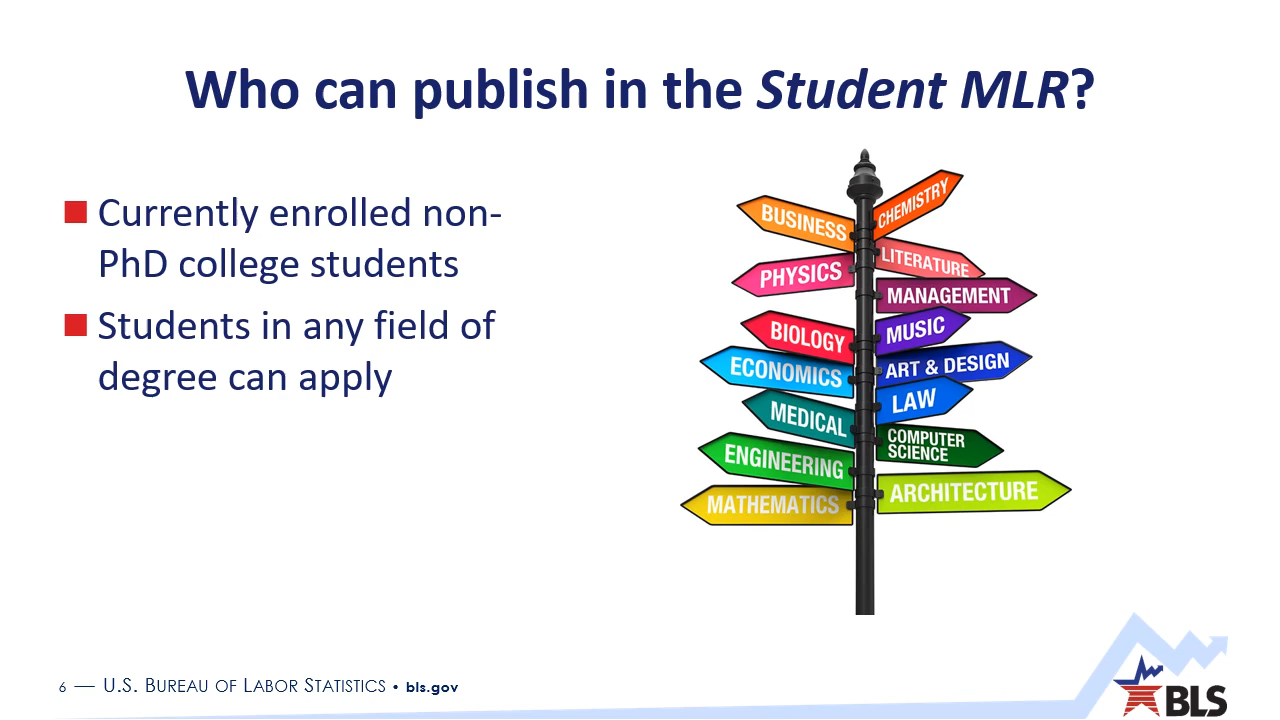 Who can publish in the Student MLR?
Currently enrolled non-
PhD college students
Students in any field of
degree can apply
CHEMISTRY
BUSINESS
LITERATURE
PHYSICS
MANAGEMENT
MUSIC
BIOLOGY
ART & DESIGN
ECONOMICS
LAW
MEDICAL
COMPUTER
SCIENCE
ENGINEERING
ARCHITECTURE
MATHEMATICS
6 — U.S. BUREAU OF LABOR STATISTICS • bls.gov
BLS